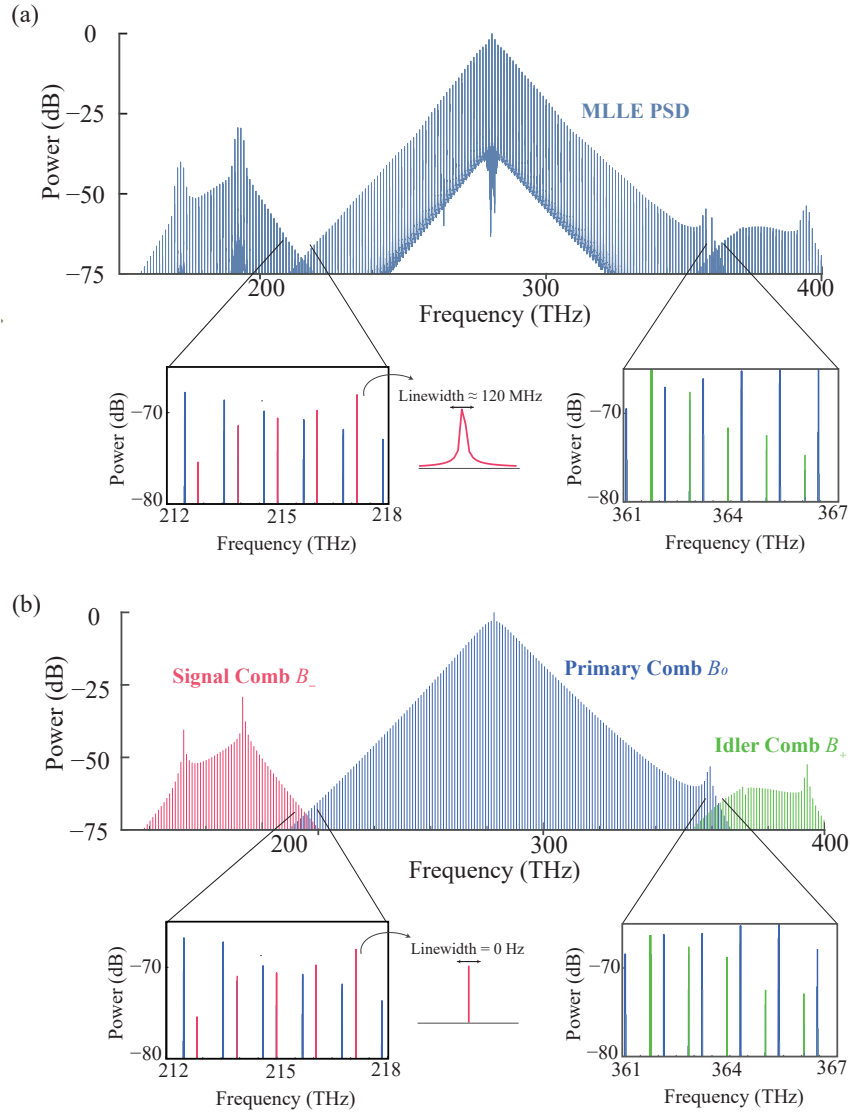 (a)
0
−25
−50
−75
Power (dB)
MLLE PSD
200
300
400
Frequency (THz)
−70
−80
Power (dB)
212
215
218
Frequency (THz)
Linewidth ≈ 120 MHz
−70
−80
Power (dB)
361
364
367
Frequency (THz)
(b)
0
−25
−50
−75
Power (dB)
Signal Comb B−
Primary Comb B0
Idler Comb B+
200
300
400
Frequency (THz)
−70
−80
Power (dB)
212
215
218
Frequency (THz)
Linewidth = 0 Hz
−70
−80
Power (dB)
361
364
367
Frequency (THz)